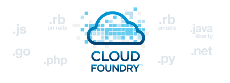 .js
.rb
.rb
.java
.go
.php
.py
.net
CLOUD
FOUNDRY